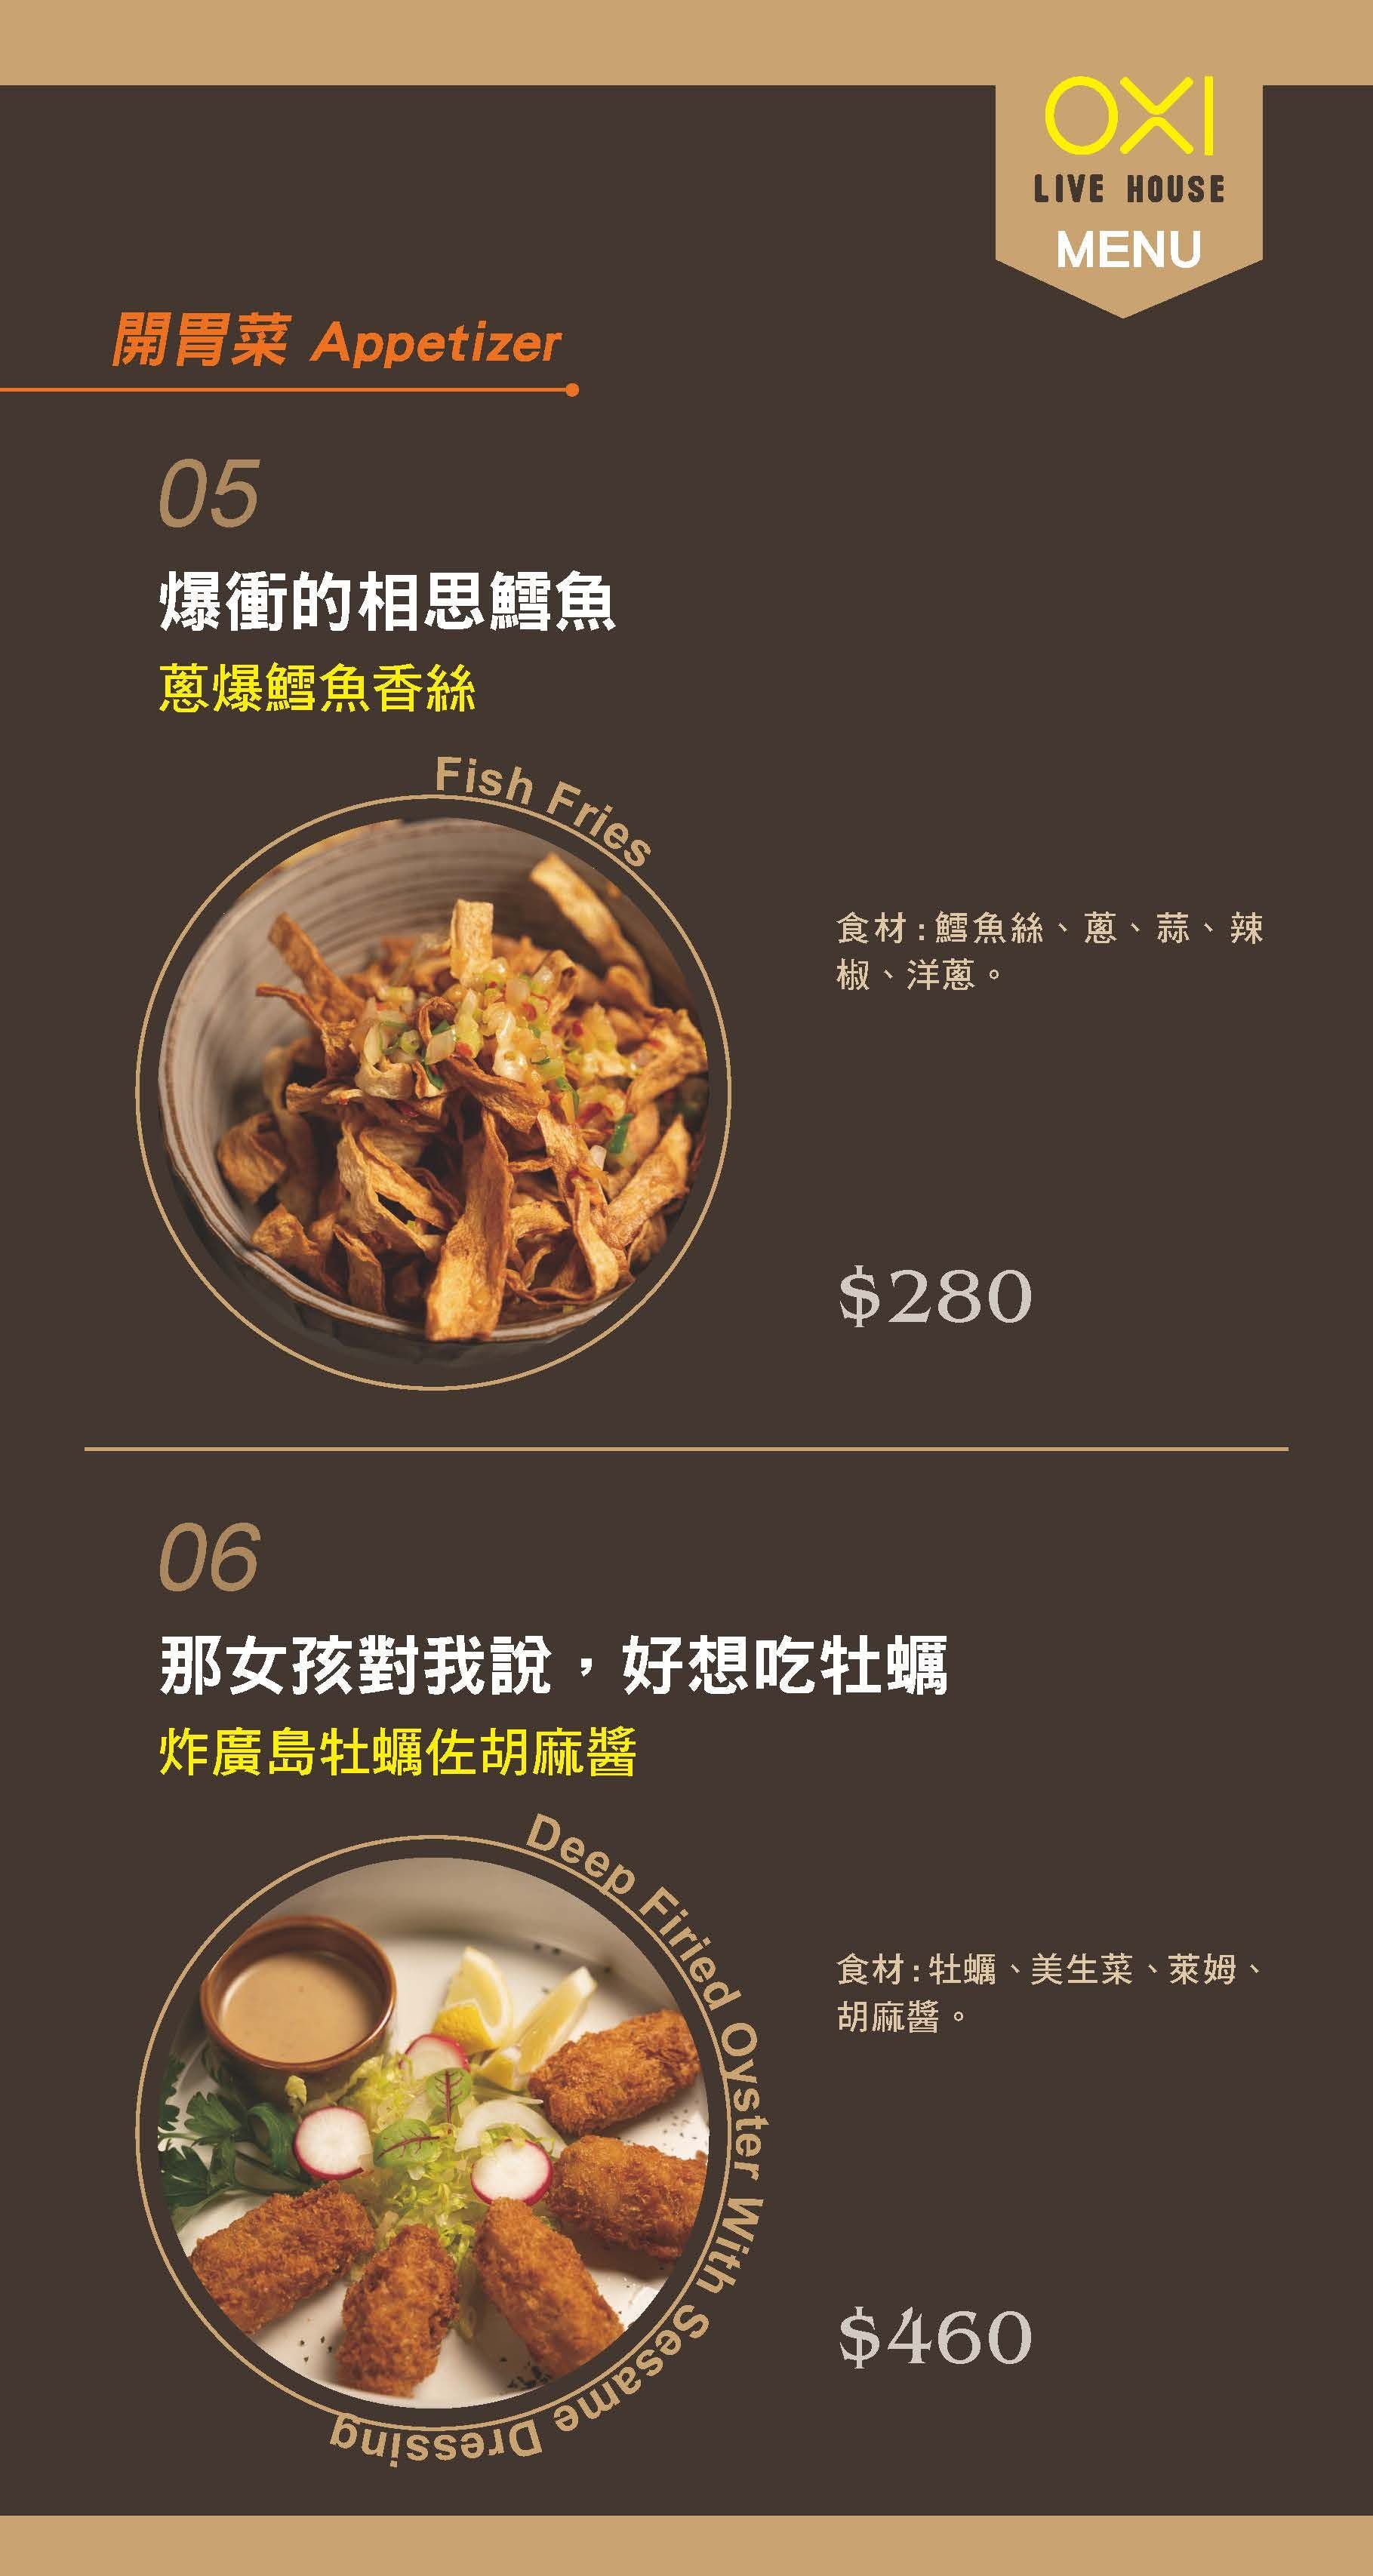 OXI
LIVE HOUSE
MENU
開胃菜 Appetizer
05
爆衝的相思鱈魚
蔥爆鱈魚香絲
Fish Fries
食材:鱈魚絲、蔥、蒜、辣
椒、洋蔥。
$280
06
那女孩對我說,好想吃牡蠣
炸廣島牡蠣佐胡麻醬
Deep Firied Oyster With Sesame Dressing
食材:牡蠣、美生菜、萊姆、
胡麻醬。
$460